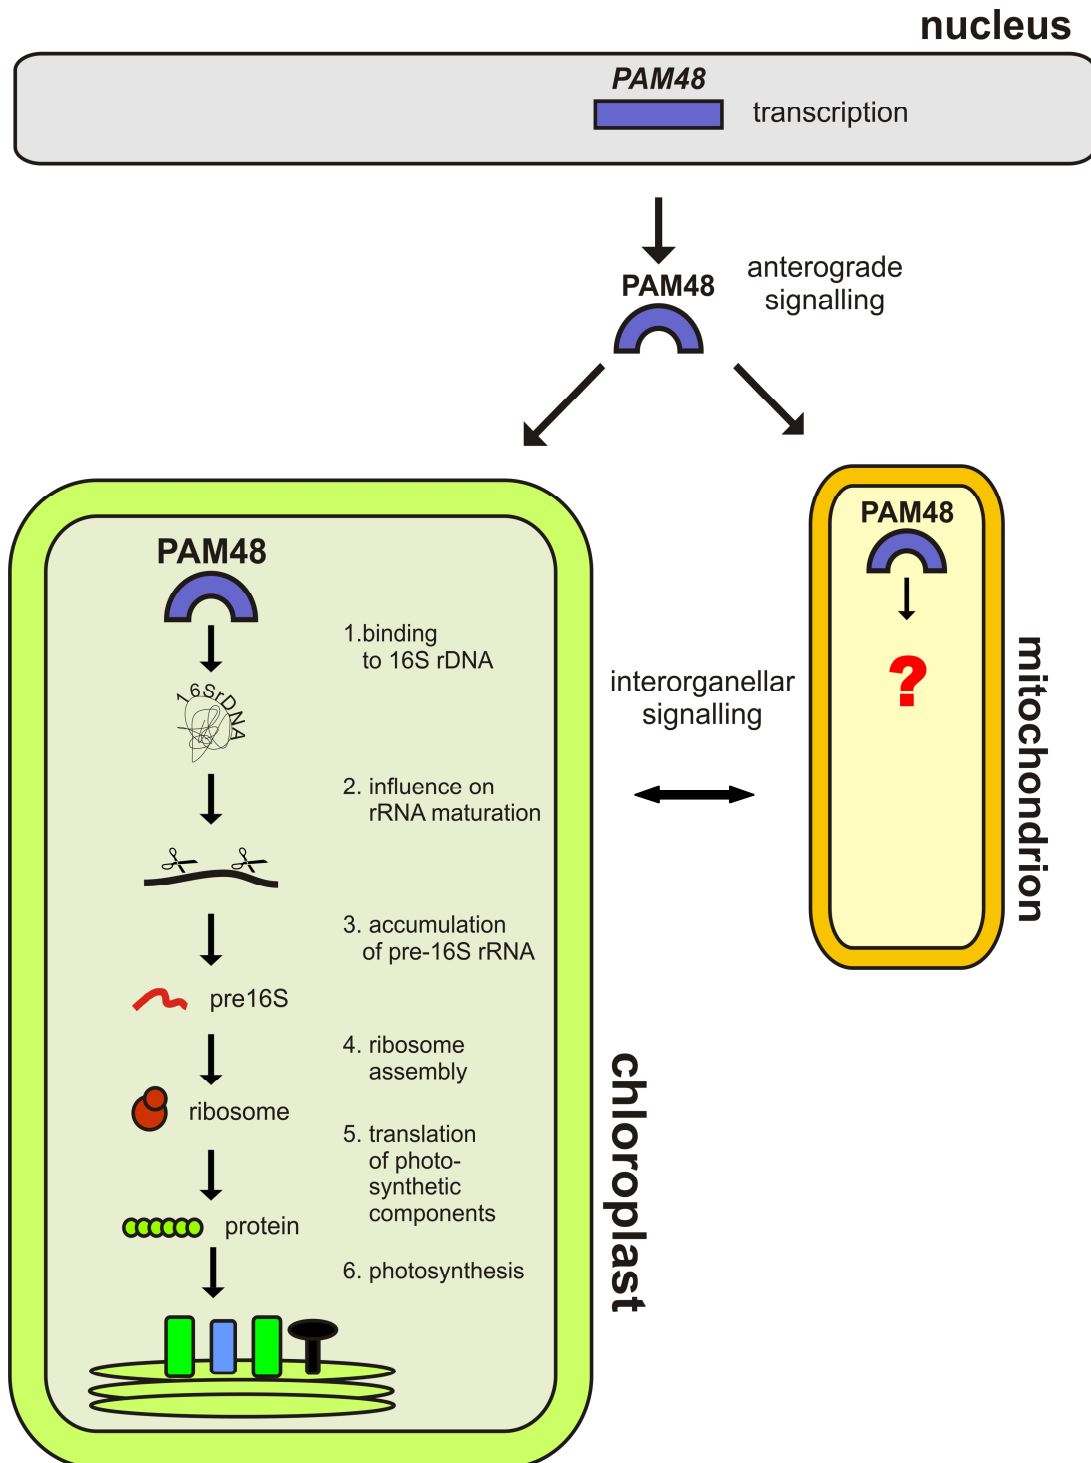 nucleus
PAM48
transcription
PAM48
anterograde
signalling
PAM48
1.binding
to 16S rDNA
16SrDNA
2. influence on
rRNA maturation
3. accumulation
of pre-16S rRNA
pre16S
4. ribosome
assembly
ribosome
5. translation
of photo-
synthetic
components
protein
6. photosynthesis
chloroplast
interorganellar
signalling
PAM48
?
mitochondrion